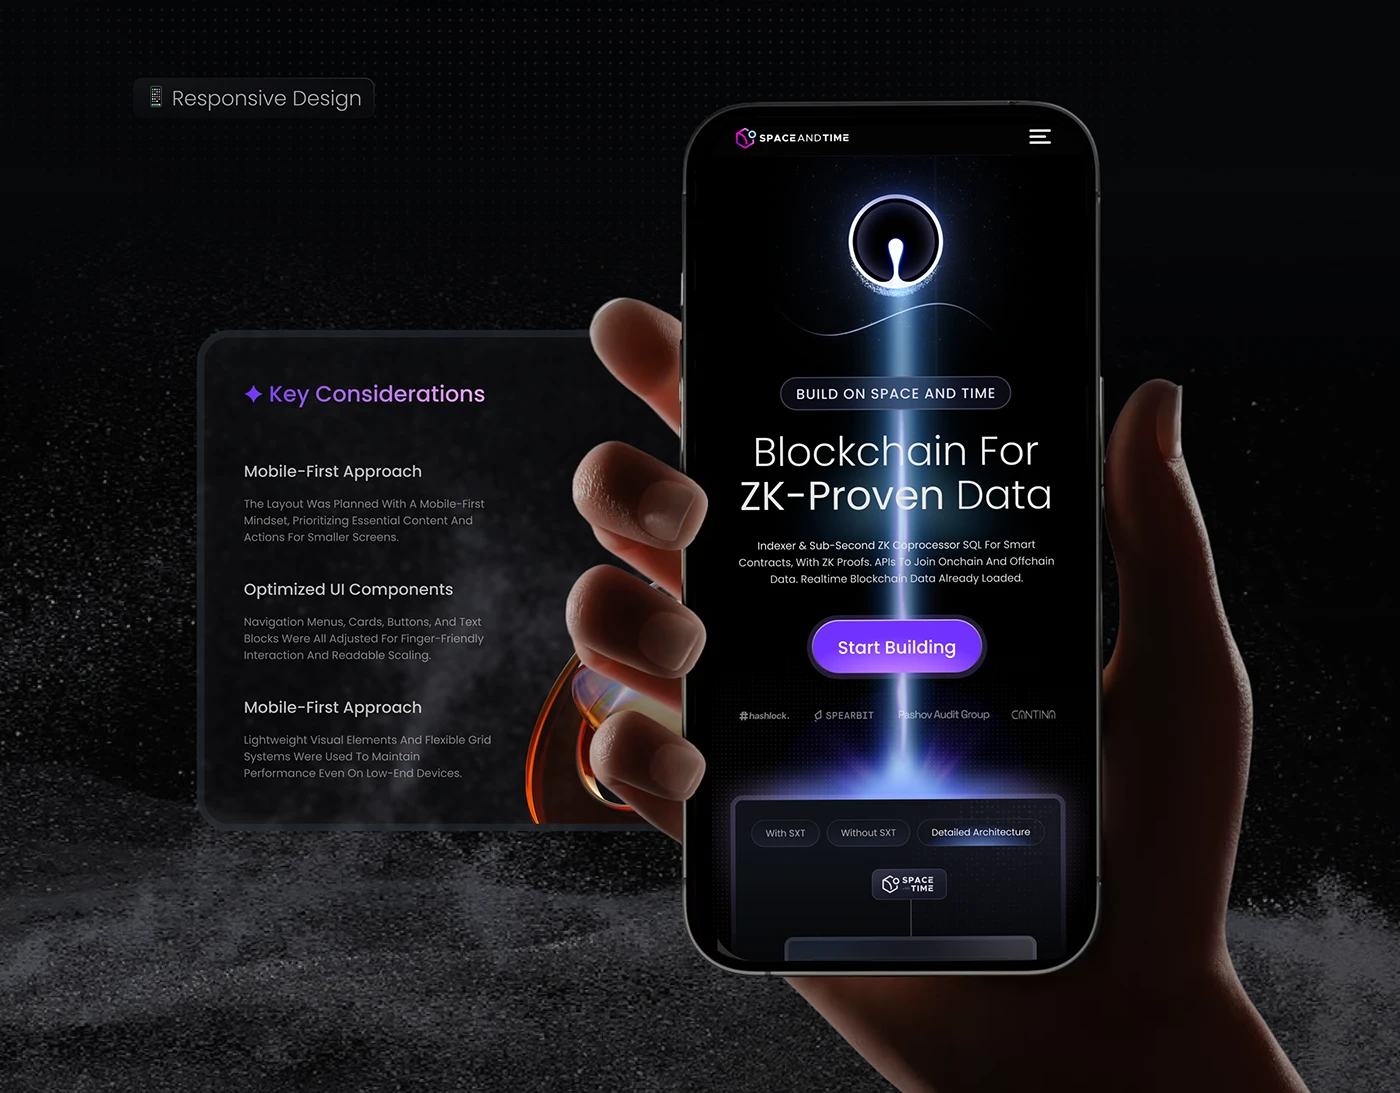 Responsive Design
Key Considerations
Mobile-First Approach
The Layout Was Planned With A Mobile-First
Mindset, Prioritizing Essential Content And
Actions For Smaller Screens.
Optimized UI Components
Navigation Menus, Cards, Buttons, And Text
Blocks Were All Adjusted For Finger-Friendly
Interaction And Readable Scaling.
Mobile-First Approach
Lightweight Visual Elements And Flexible Grid
Systems Were Used To Maintain
Performance Even On Low-End Devices.
SPACEANDTIME
BUILD ON SPACE AND TIME
Blockchain For
ZK-Proven Data
Indexer & Sub-Second ZK Coprocessor SQL For Smart
Contracts, With ZK Proofs. APIs To Join Onchain And Offchain
Data. Realtime Blockchain Data Already Loaded.
Start Building
#hashlock. SPEARBIT Pashov Audit Group CANTINA
With SXT Without SXT Detailed Architecture
SPACE
TIME